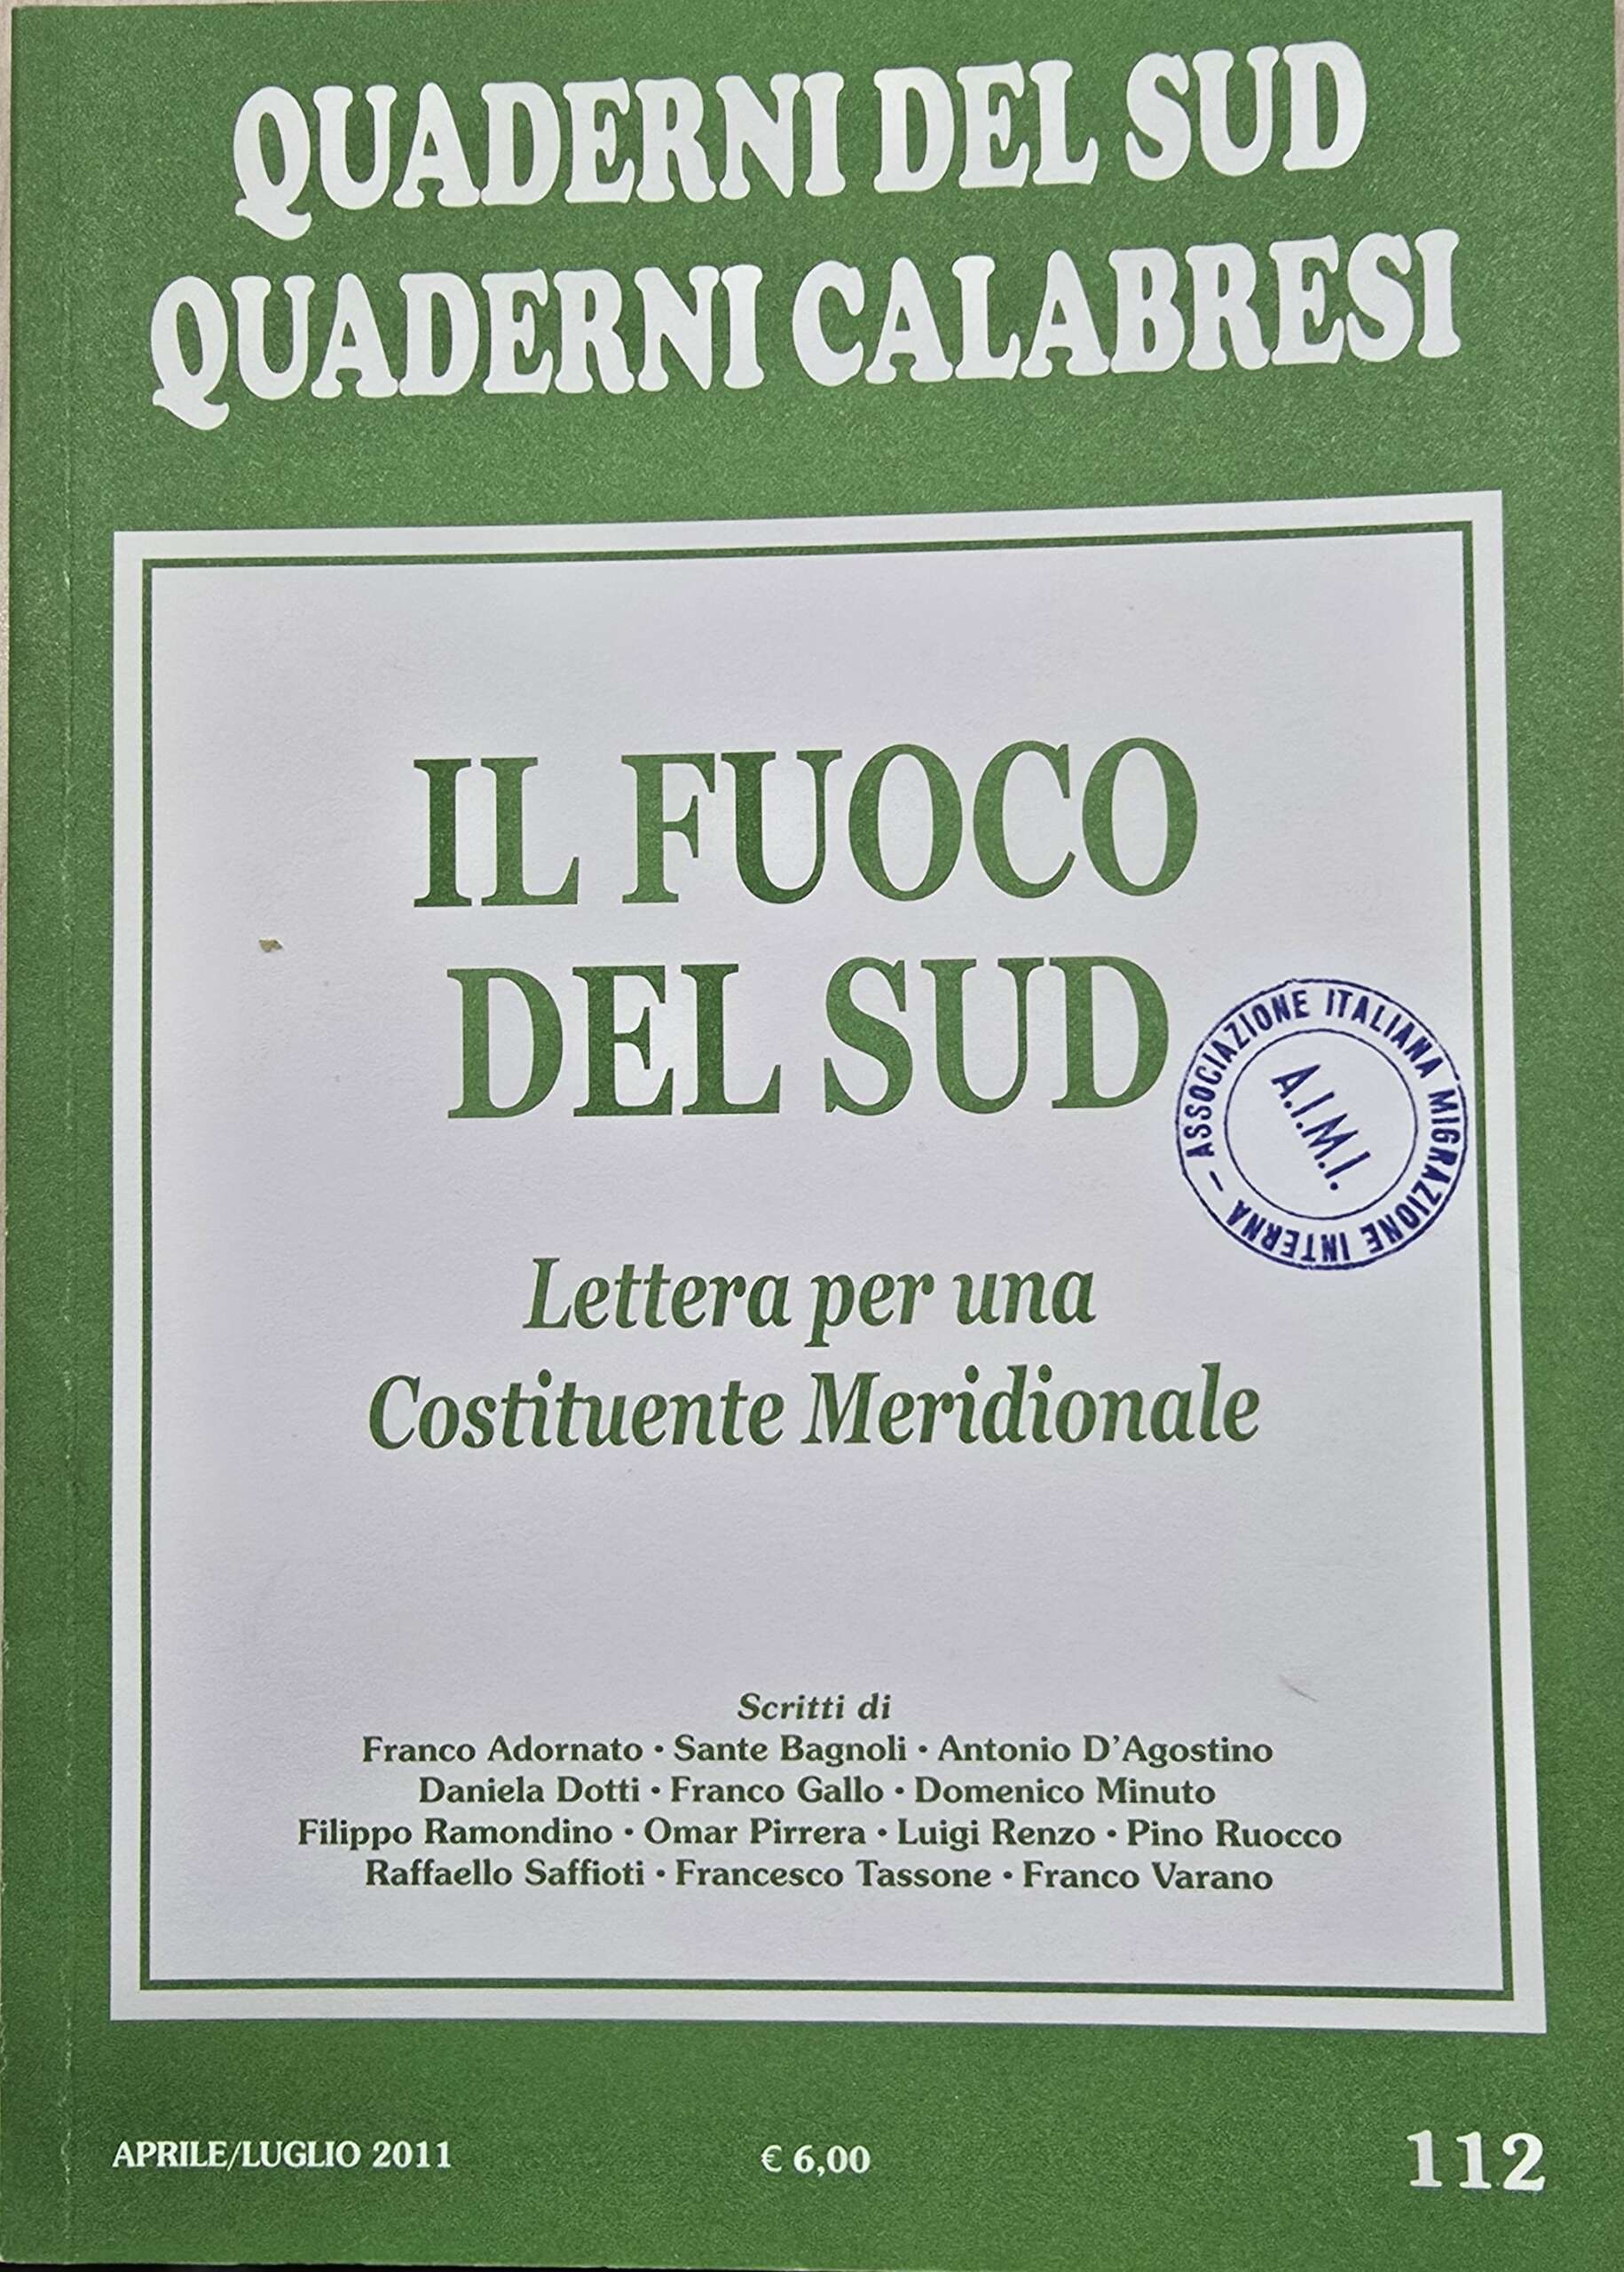 QUADERNI DEL SUD
QUADERNI CALABRESI
IL FUOCO
DEL SUD
ASSOCIAZIONE ITALIANA MIGRAZIONE INTERNA –
A.I.M.I.
Lettera per una
Costituente Meridionale
Scritti di
Franco Adornato • Sante Bagnoli • Antonio D'Agostino
Daniela Dotti • Franco Gallo • Domenico Minuto
Filippo Ramondino • Omar Pirrera • Luigi Renzo • Pino Ruocco
Raffaello Saffioti • Francesco Tassone • Franco Varano
APRILE/LUGLIO 2011
€ 6,00
112